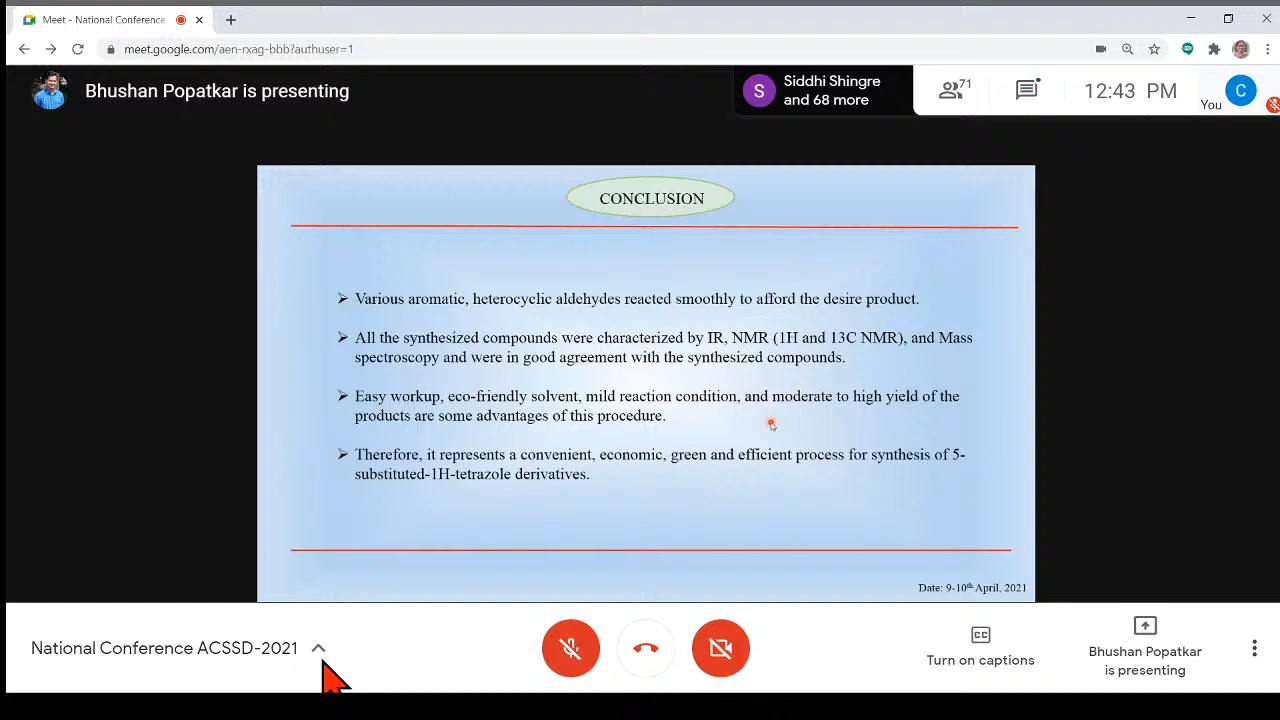 Meet - National Conference
meet.google.com/aen-rxag-bbb?authuser=1
Bhushan Popatkar is presenting
S
Siddhi Shingre
and 68 more
71
12:43 PM
You
C
CONCLUSION
➢ Various aromatic, heterocyclic aldehydes reacted smoothly to afford the desire product.
➢ All the synthesized compounds were characterized by IR, NMR (1H and 13C NMR), and Mass
spectroscopy and were in good agreement with the synthesized compounds.
➢ Easy workup, eco-friendly solvent, mild reaction condition, and moderate to high yield of the
products are some advantages of this procedure.
➢ Therefore, it represents a convenient, economic, green and efficient process for synthesis of 5-
substituted-1H-tetrazole derivatives.
Date: 9-10th April, 2021
National Conference ACSSD-2021
CC
Turn on captions
Bhushan Popatkar
is presenting